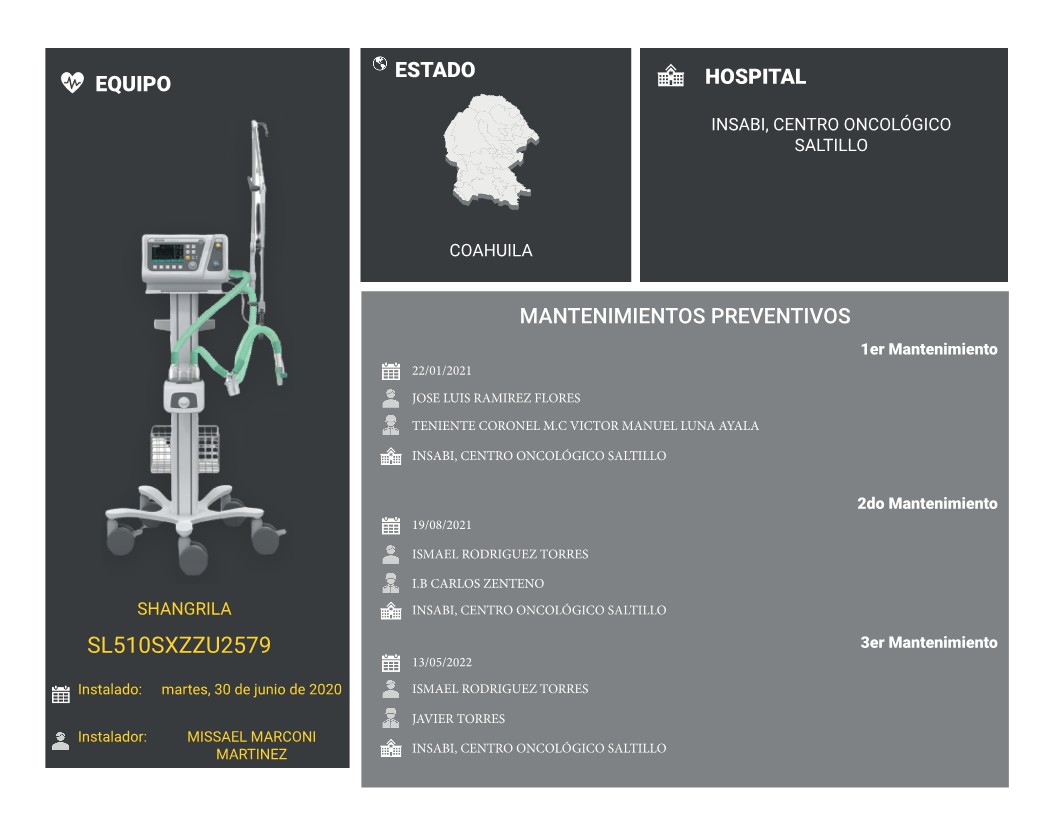 EQUIPO
SHANGRILA
SL510SXZZU2579
Instalado: martes, 30 de junio de 2020
Instalador: MISSAEL MARCONI
MARTINEZ
ESTADO
COAHUILA
HOSPITAL
INSABI, CENTRO ONCOLÓGICO
SALTILLO
MANTENIMIENTOS PREVENTIVOS
1er Mantenimiento
22/01/2021
JOSE LUIS RAMIREZ FLORES
TENIENTE CORONEL M.C VICTOR MANUEL LUNA AYALA
INSABI, CENTRO ONCOLÓGICO SALTILLO
2do Mantenimiento
19/08/2021
ISMAEL RODRIGUEZ TORRES
I.B CARLOS ZENTENO
INSABI, CENTRO ONCOLÓGICO SALTILLO
3er Mantenimiento
13/05/2022
ISMAEL RODRIGUEZ TORRES
JAVIER TORRES
INSABI, CENTRO ONCOLÓGICO SALTILLO